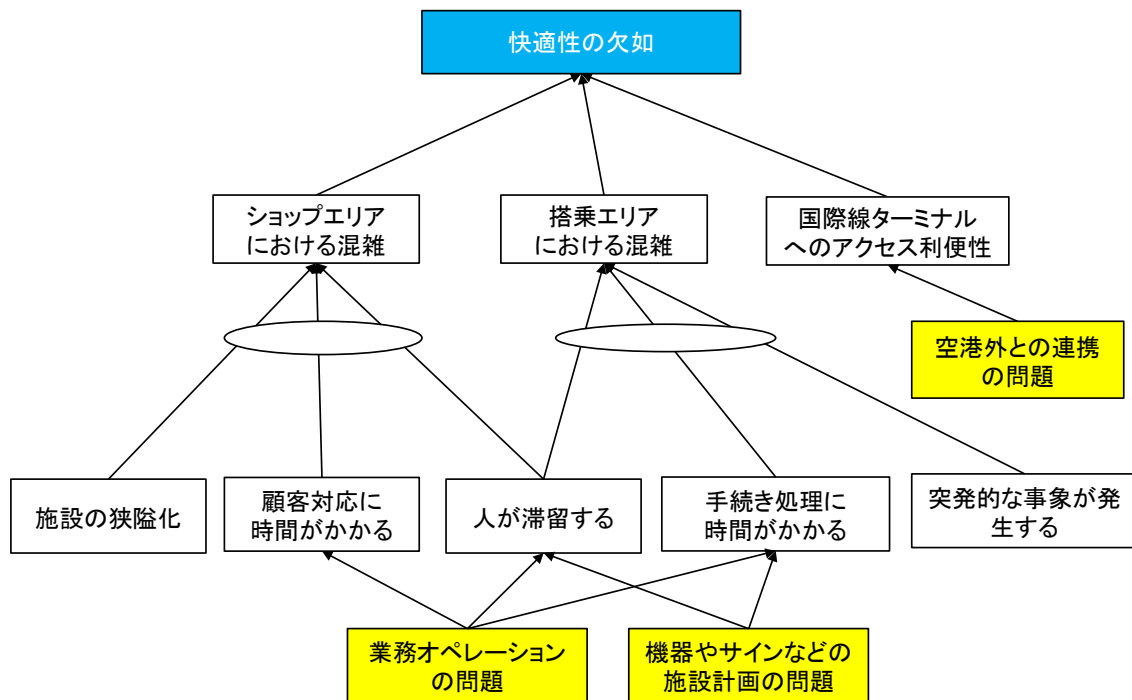 快適性の欠如
ショップエリア
における混雑
搭乗エリア
における混雑
国際線ターミナル
へのアクセス利便性
空港外との連携
の問題
施設の狭隘化
顧客対応に
時間がかかる
人が滞留する
手続き処理に
時間がかかる
突発的な事象が発
生する
業務オペレーション
の問題
機器やサインなどの
施設計画の問題